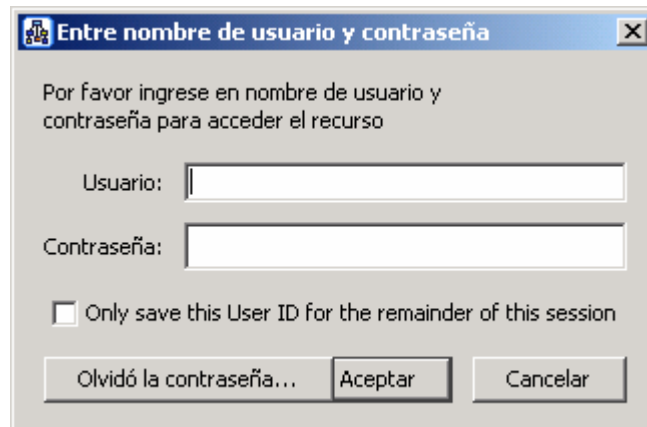 Entre nombre de usuario y contraseña
Por favor ingrese en nombre de usuario y
contraseña para acceder el recurso
Usuario:
Contraseña:
Only save this User ID for the remainder of this session
Olvidó la contraseña... Aceptar Cancelar